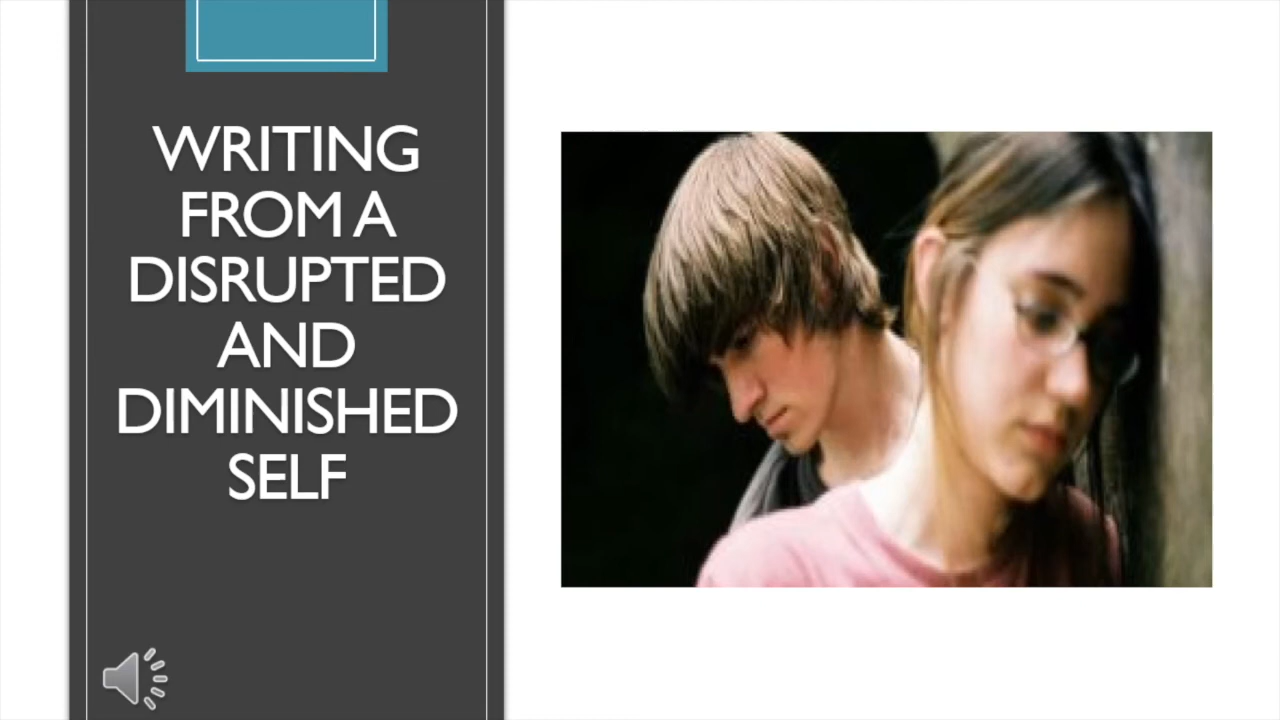 WRITING
FROM A
DISRUPTED
AND
DIMINISHED
SELF